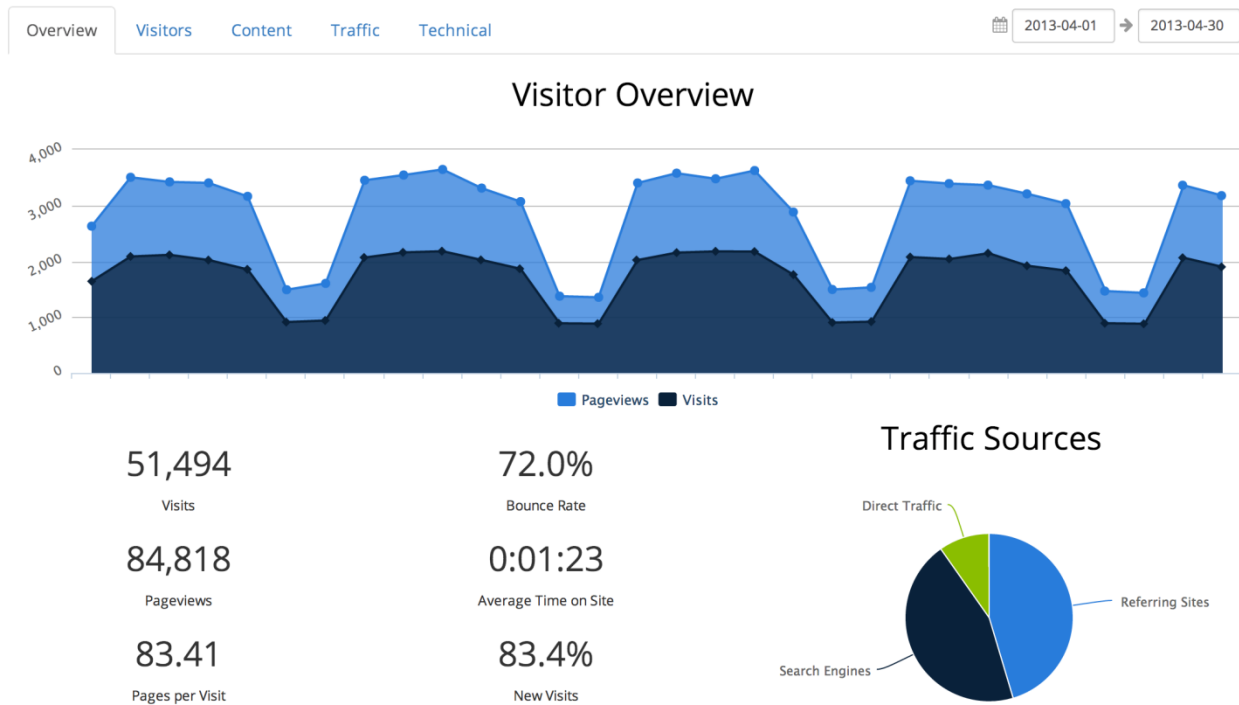 Overview Visitors Content Traffic Technical 2013-04-01 2013-04-30
Visitor Overview
4,000
3,000
2,000
1,000
0
Pageviews Visits
Traffic Sources
51,494 72.0%
Visits Bounce Rate
Direct Traffic
84,818 0:01:23
Pageviews Average Time on Site
Referring Sites
83.41 83.4%
Search Engines
Pages per Visit New Visits